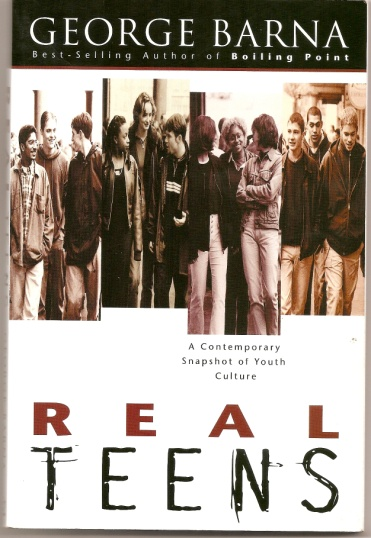 GEORGE BARNA
Best-Selling Author of Boiling Point
A Contemporary
Snapshot of Youth
Culture
REAL
TEENS